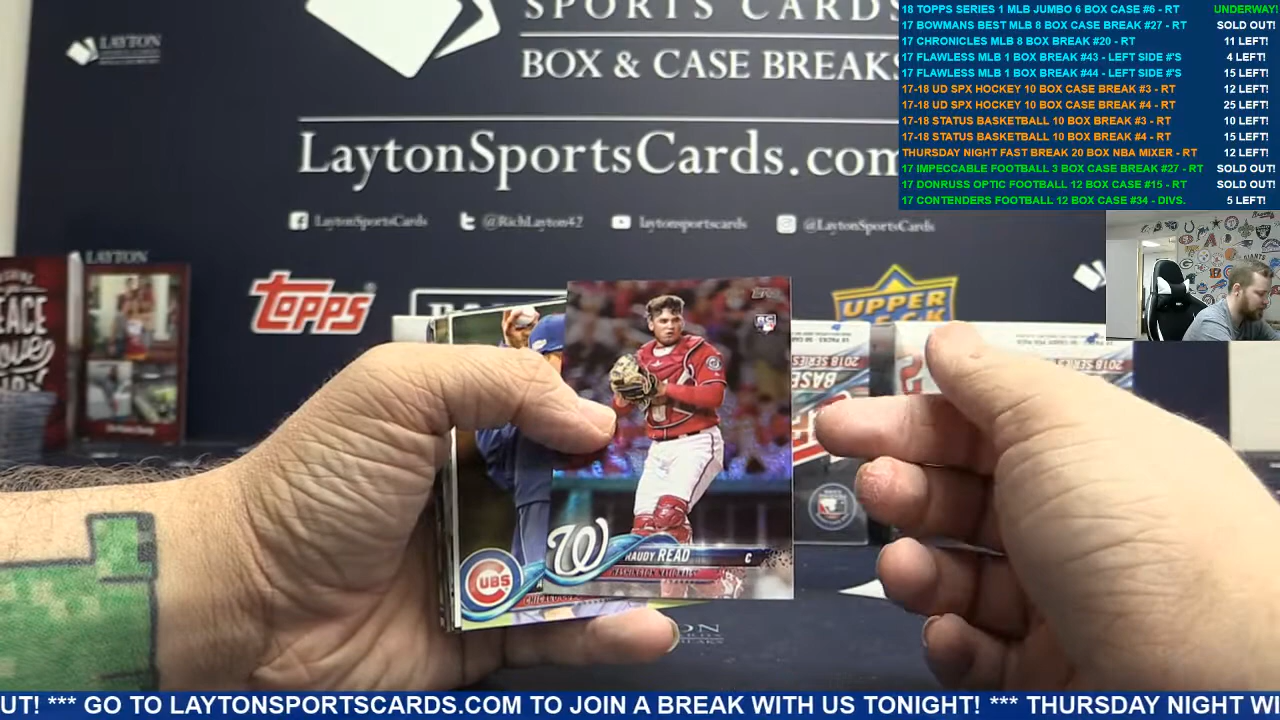 18 TOPPS SERIES 1 MLB JUMBO 6 BOX CASE #6 - RT UNDERWAY!
17 BOWMANS BEST MLB 8 BOX CASE BREAK #27 - RT SOLD OUT!
17 CHRONICLES MLB 8 BOX BREAK #20 - RT 11 LEFT!
17 FLAWLESS MLB 1 BOX BREAK #43 - LEFT SIDE #'S 4 LEFT!
17 FLAWLESS MLB 1 BOX BREAK #44 - LEFT SIDE #'S 15 LEFT!
17-18 UD SPX HOCKEY 10 BOX CASE BREAK #3 - RT 12 LEFT!
17-18 UD SPX HOCKEY 10 BOX CASE BREAK #4 - RT 25 LEFT!
17-18 STATUS BASKETBALL 10 BOX BREAK #3 - RT 10 LEFT!
17-18 STATUS BASKETBALL 10 BOX BREAK #4 - RT 15 LEFT!
THURSDAY NIGHT FAST BREAK 20 BOX NBA MIXER - RT 12 LEFT!
17 IMPECCABLE FOOTBALL 3 BOX CASE BREAK #27 - RT SOLD OUT!
17 DONRUSS OPTIC FOOTBALL 12 BOX CASE #15 - RT SOLD OUT!
17 CONTENDERS FOOTBALL 12 BOX CASE #34 - DIVS. 5 LEFT!
SPORTS CARDS
BOX & CASE BREAKS
LaytonSportsCards.com
LaytonSportsCards @RichLayton42 laytonsportscards @LaytonSportsCards
LAYTON
topps
UPPER
PEACE
Love
2018 SERIES
BASE
topps
RC
W
RAUDY READ C
WASHINGTON NATIONALS
CUBS
UT! *** GO TO LAYTONSPORTSCARDS.COM TO JOIN A BREAK WITH US TONIGHT! *** THURSDAY NIGHT WI